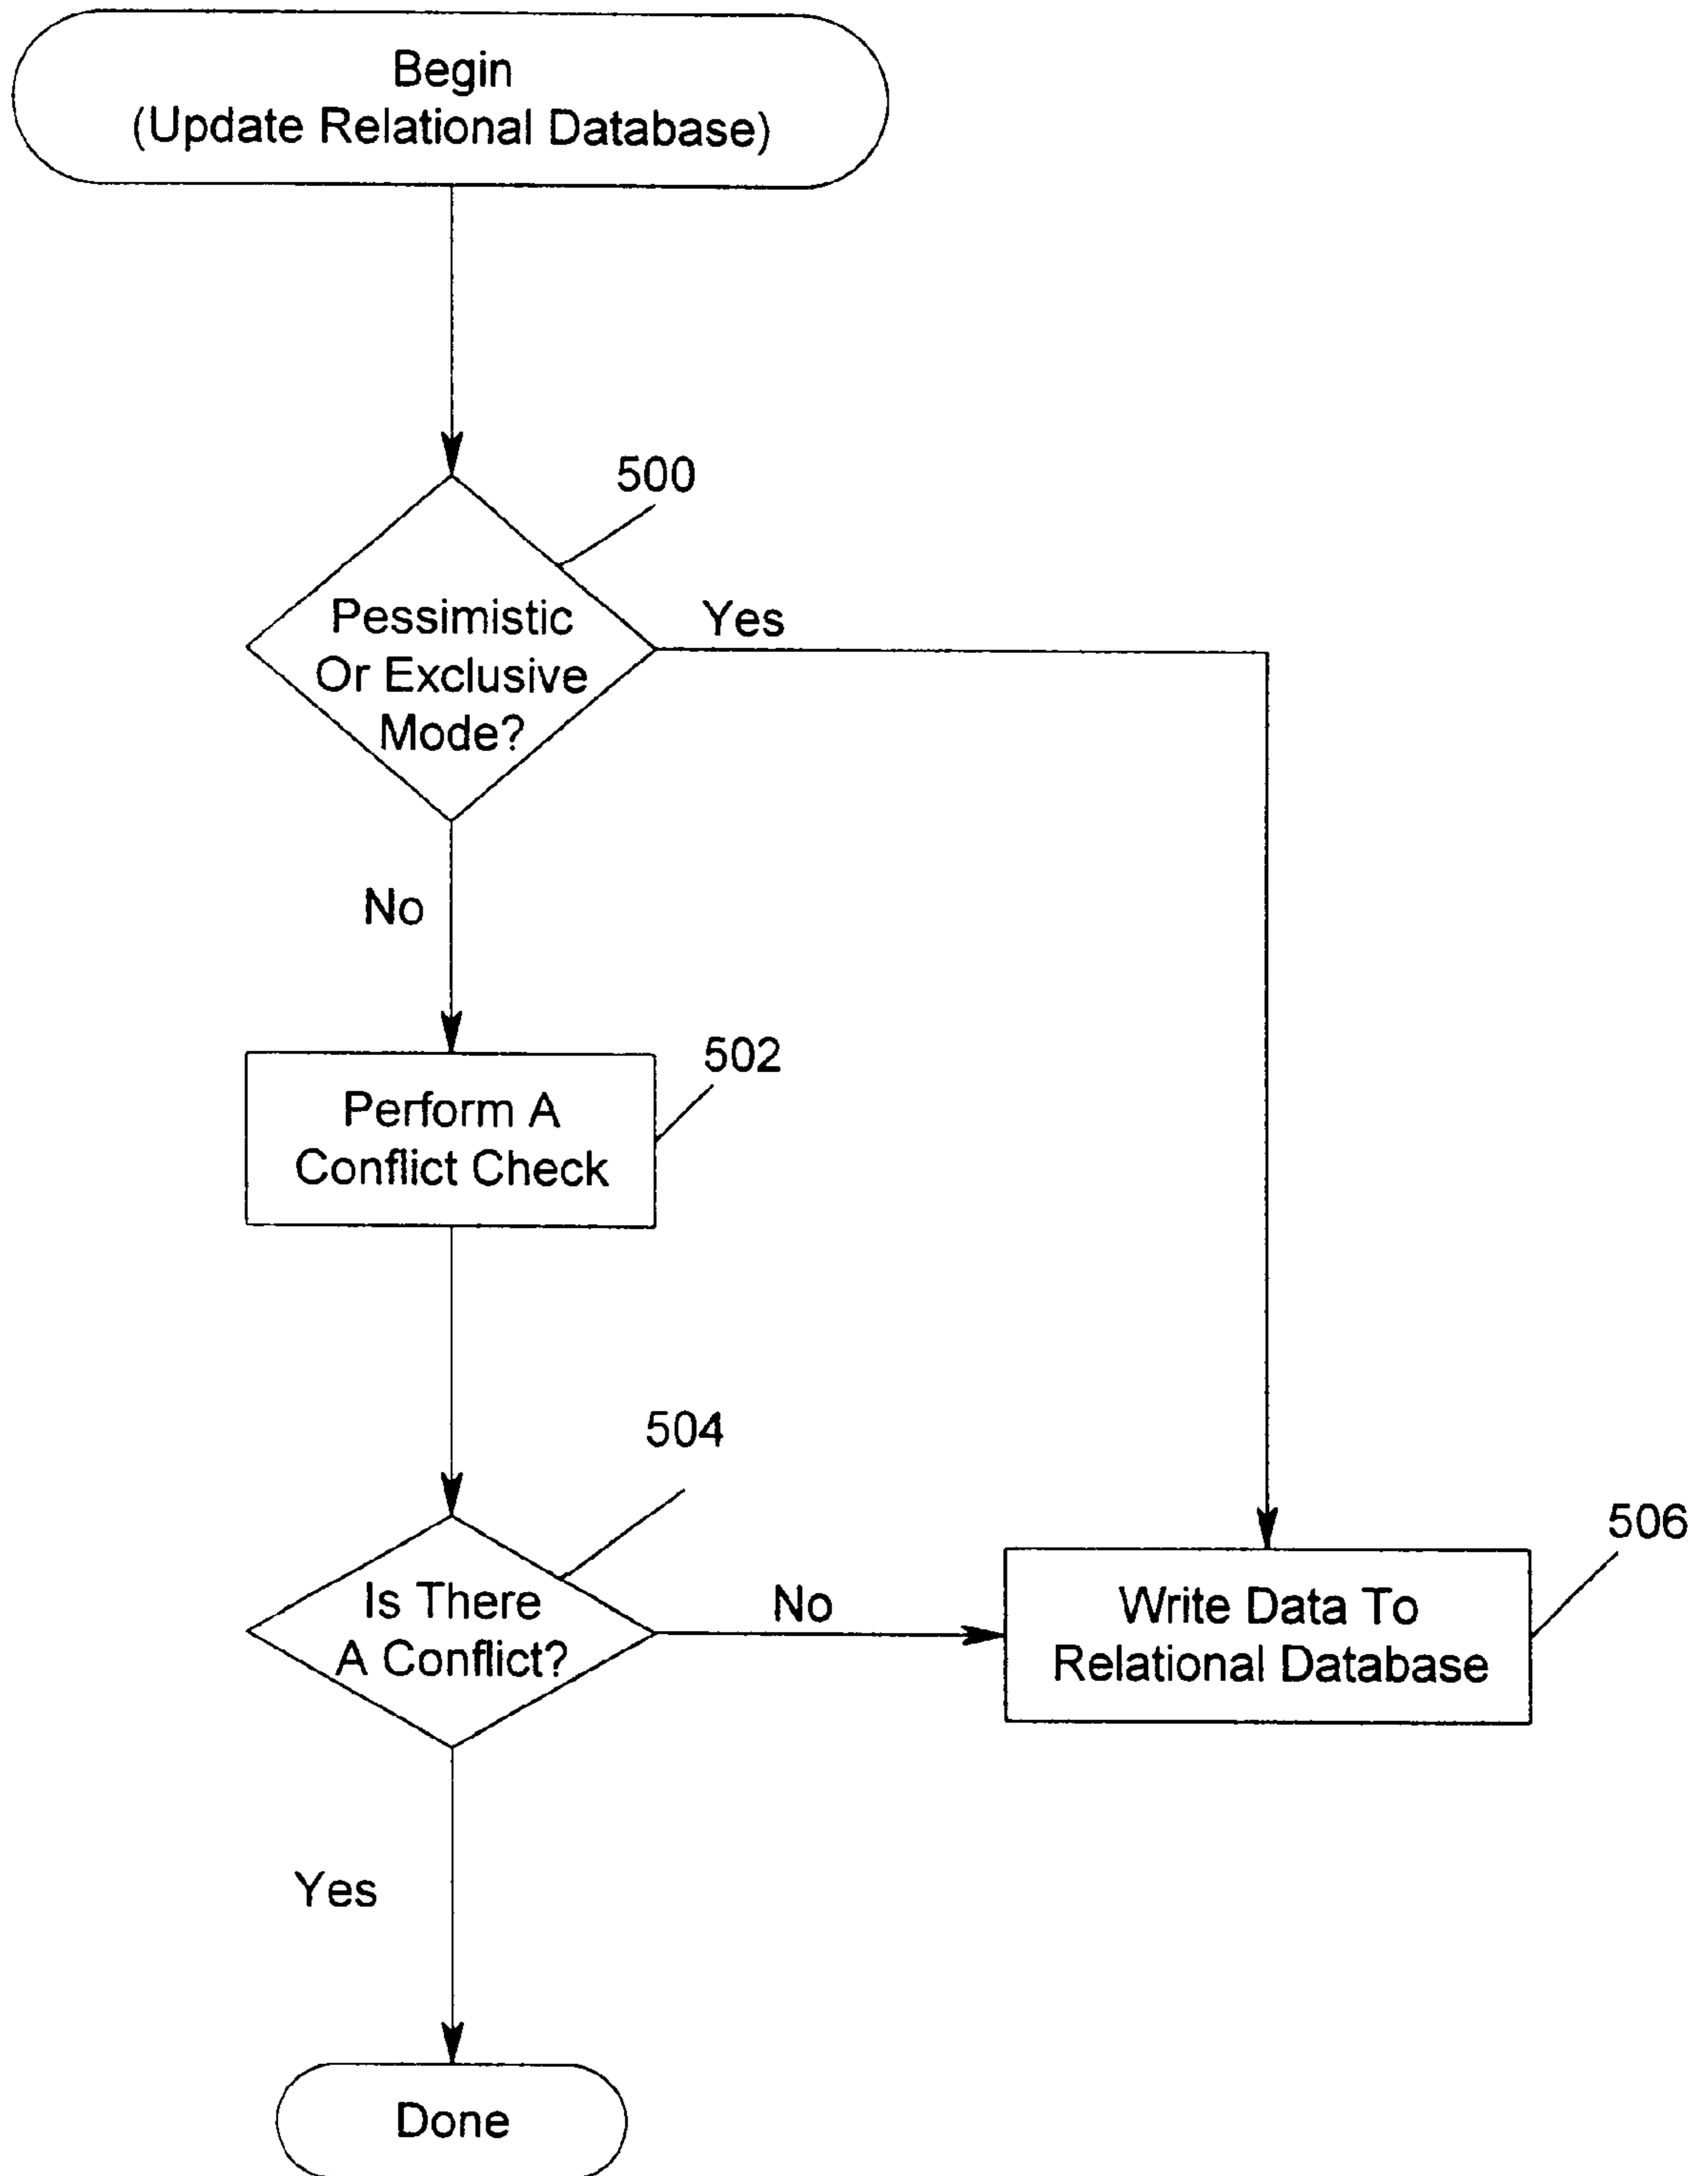 Begin
(Update Relational Database)
500
Pessimistic
Or Exclusive
Mode?
Yes
No
502
Perform A
Conflict Check
504
Is There
A Conflict?
No
506
Write Data To
Relational Database
Yes
Done